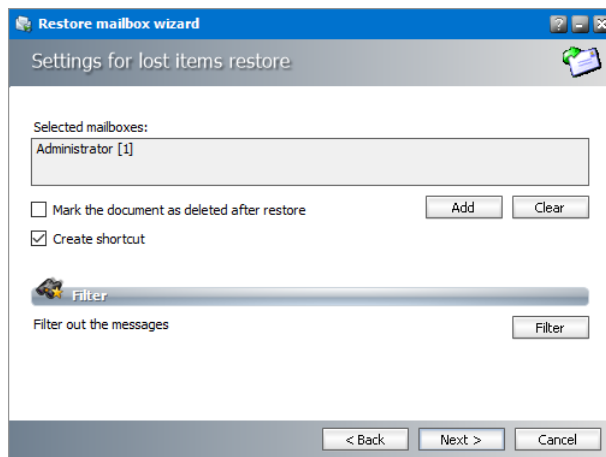 Restore mailbox wizard
Settings for lost items restore
Selected mailboxes:
Administrator [1]
Mark the document as deleted after restore
Add
Clear
Create shortcut
Filter
Filter out the messages
Filter
< Back
Next >
Cancel